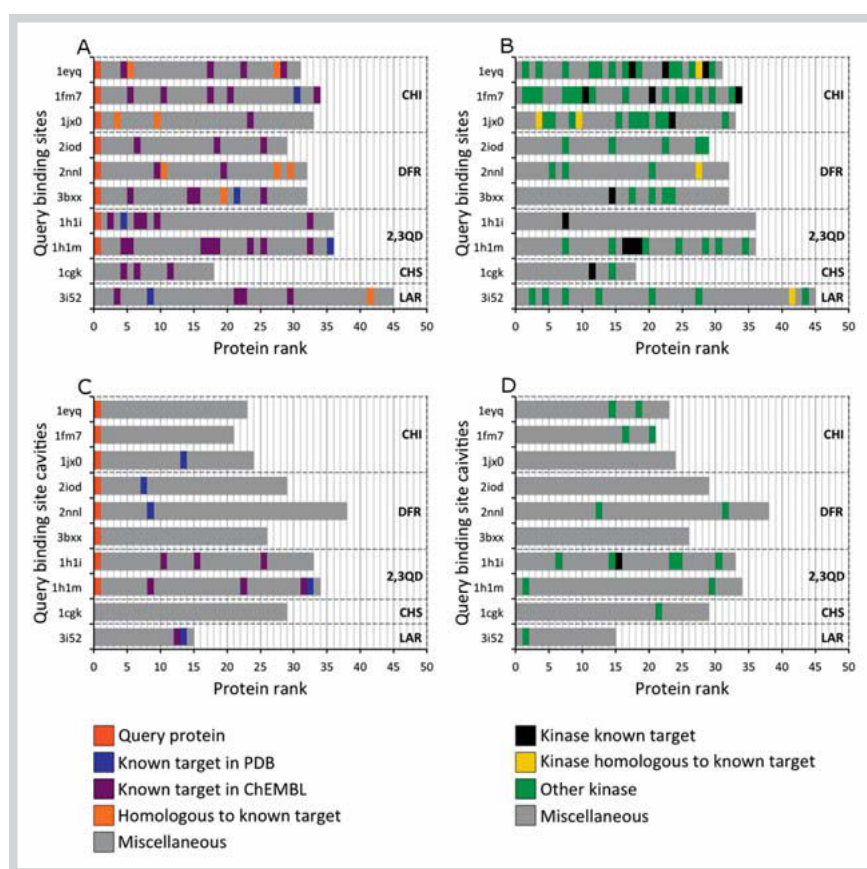 A
B
Query binding sites
1eyq
1fm7
1jx0
2iod
2nnl
3bxx
1h1i
1h1m
1cgk
3i52
CHI
DFR
2,3QD
CHS
LAR
0 5 10 15 20 25 30 35 40 45 50
Protein rank
Query binding sites
1eyq
1fm7
1jx0
2iod
2nnl
3bxx
1h1i
1h1m
1cgk
3i52
CHI
DFR
2,3QD
CHS
LAR
0 5 10 15 20 25 30 35 40 45 50
Protein rank
C
D
Query binding site cavities
1eyq
1fm7
1jx0
2iod
2nnl
3bxx
1h1i
1h1m
1cgk
3i52
CHI
DFR
2,3QD
CHS
LAR
0 5 10 15 20 25 30 35 40 45 50
Protein rank
Query binding site caivities
1eyq
1fm7
1jx0
2iod
2nnl
3bxx
1h1i
1h1m
1cgk
3i52
CHI
DFR
2,3QD
CHS
LAR
0 5 10 15 20 25 30 35 40 45 50
Protein rank
Query protein
Known target in PDB
Known target in ChEMBL
Homologous to known target
Miscellaneous
Kinase known target
Kinase homologous to known target
Other kinase
Miscellaneous